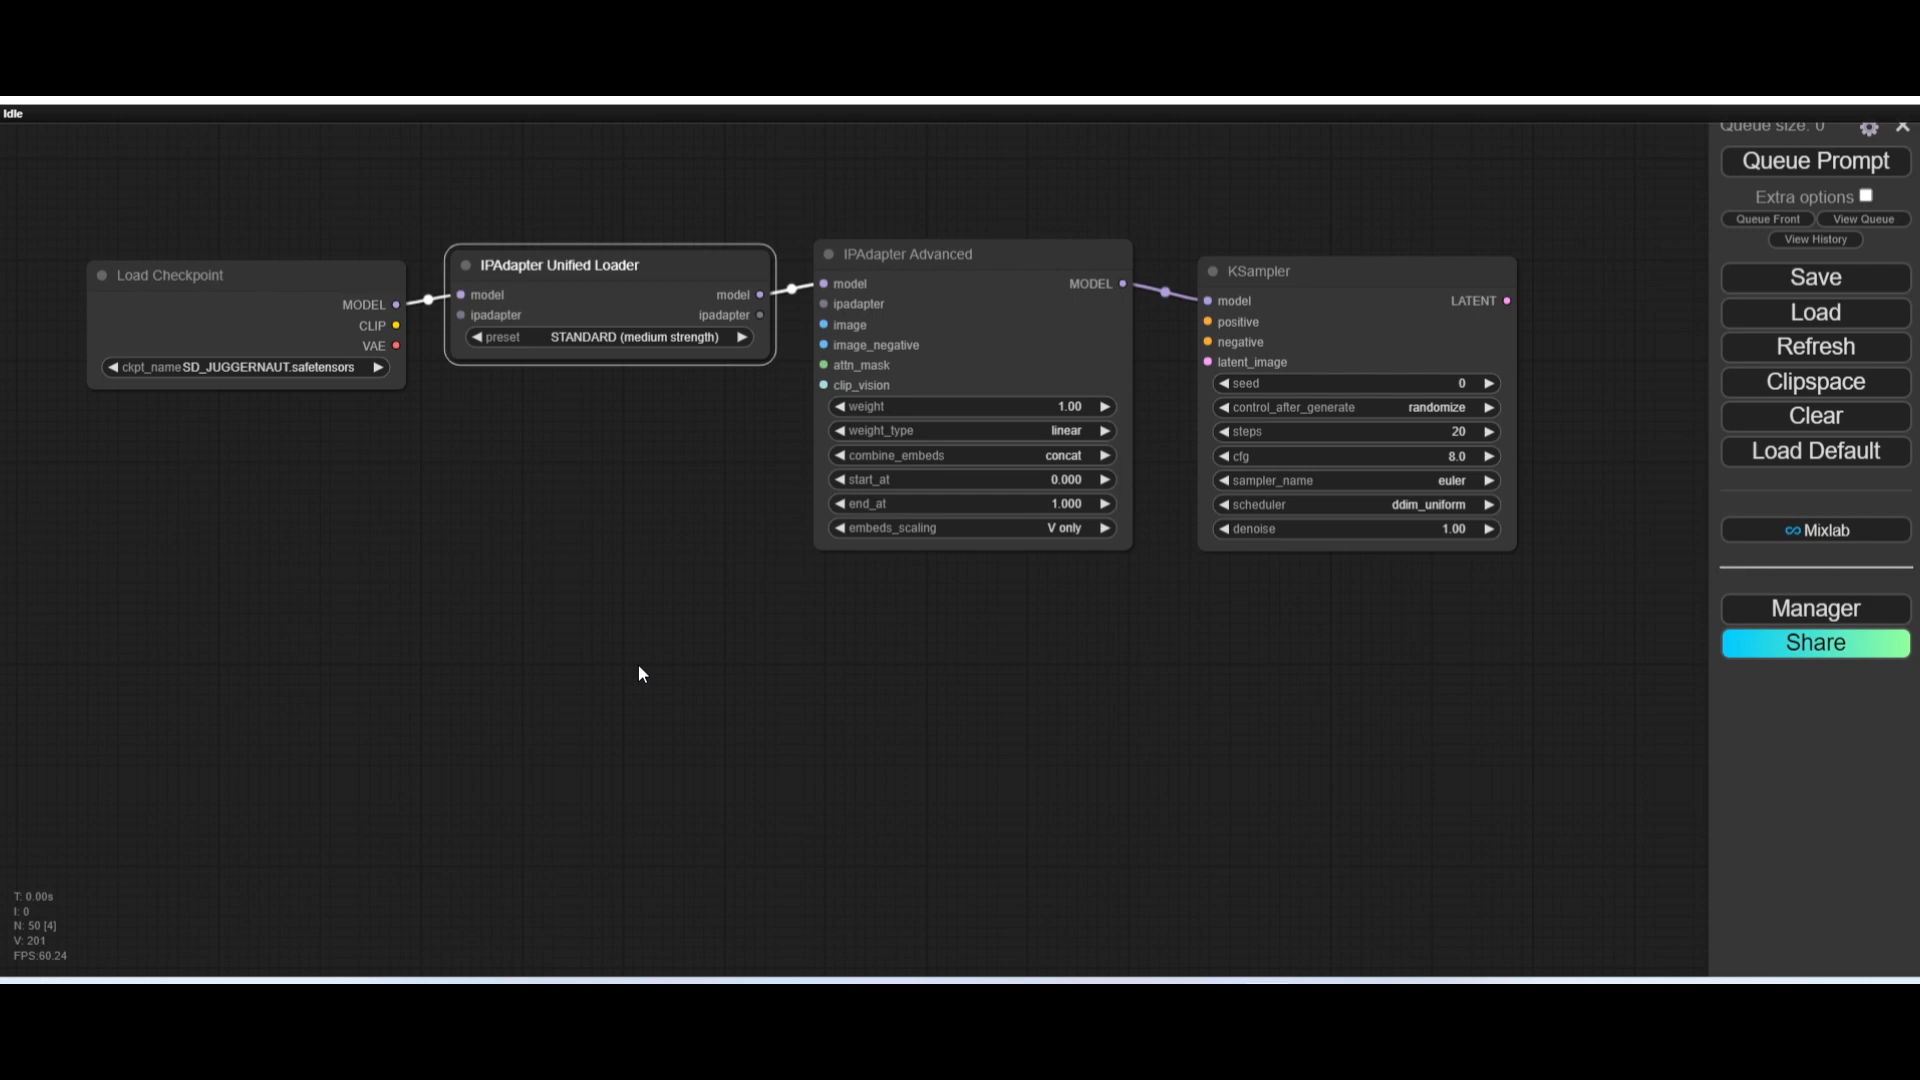 Idle
Queue size: 0
Queue Prompt
Extra options
Queue Front
View Queue
View History
Save
Load
Refresh
Clipspace
Clear
Load Default
Mixlab
Manager
Share
Load Checkpoint
MODEL
CLIP
VAE
ckpt_name SD_JUGGERNAUT.safetensors
IPAdapter Unified Loader
model model
ipadapter ipadapter
preset STANDARD (medium strength)
IPAdapter Advanced
model MODEL
ipadapter
image
image_negative
attn_mask
clip_vision
weight 1.00
weight_type linear
combine_embeds concat
start_at 0.000
end_at 1.000
embeds_scaling V only
KSampler
model LATENT
positive
negative
latent_image
seed 0
control_after_generate randomize
steps 20
cfg 8.0
sampler_name euler
scheduler ddim_uniform
denoise 1.00
T: 0.00s
I: 0
N: 50 [4]
V: 201
FPS:60.24